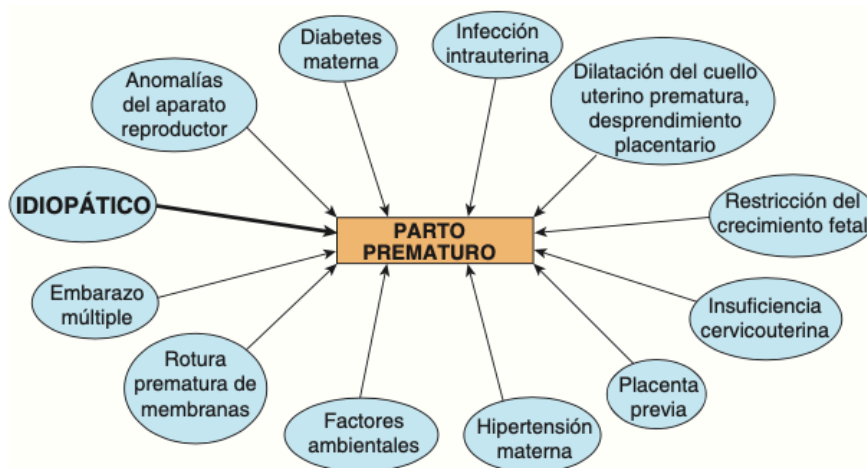 Diabetes
materna
Infección
intrauterina
Dilatación del cuello
uterino prematura,
desprendimiento
placentario
Anomalías
del aparato
reproductor
IDIOPÁTICO
PARTO
PREMATURO
Restricción del
crecimiento fetal
Embarazo
múltiple
Insuficiencia
cervicouterina
Rotura
prematura de
membranas
Factores
ambientales
Hipertensión
materna
Placenta
previa